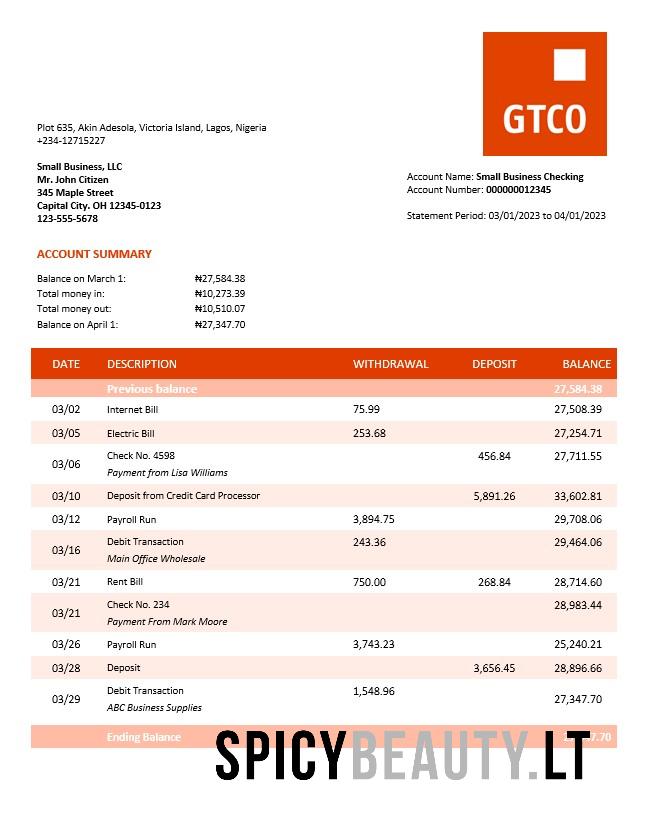 GTCO
Plot 635, Akin Adesola, Victoria Island, Lagos, Nigeria
+234-12715227
Small Business, LLC
Mr. John Citizen
345 Maple Street
Capital City. OH 12345-0123
123-555-5678
Account Name: Small Business Checking
Account Number: 000000012345
Statement Period: 03/01/2023 to 04/01/2023
ACCOUNT SUMMARY
Balance on March 1: ₦27,584.38
Total money in: ₦10,273.39
Total money out: ₦10,510.07
Balance on April 1: ₦27,347.70
DATE DESCRIPTION WITHDRAWAL DEPOSIT BALANCE
Previous balance 27,584.38
03/02 Internet Bill 75.99 27,508.39
03/05 Electric Bill 253.68 27,254.71
03/06 Check No. 4598 456.84 27,711.55
Payment from Lisa Williams
03/10 Deposit from Credit Card Processor 5,891.26 33,602.81
03/12 Payroll Run 3,894.75 29,708.06
03/16 Debit Transaction 243.36 29,464.06
Main Office Wholesale
03/21 Rent Bill 750.00 268.84 28,714.60
03/21 Check No. 234 28,983.44
Payment From Mark Moore
03/26 Payroll Run 3,743.23 25,240.21
03/28 Deposit 3,656.45 28,896.66
03/29 Debit Transaction 1,548.96 27,347.70
ABC Business Supplies
Ending Balance
SPICYBEAUTY.LT